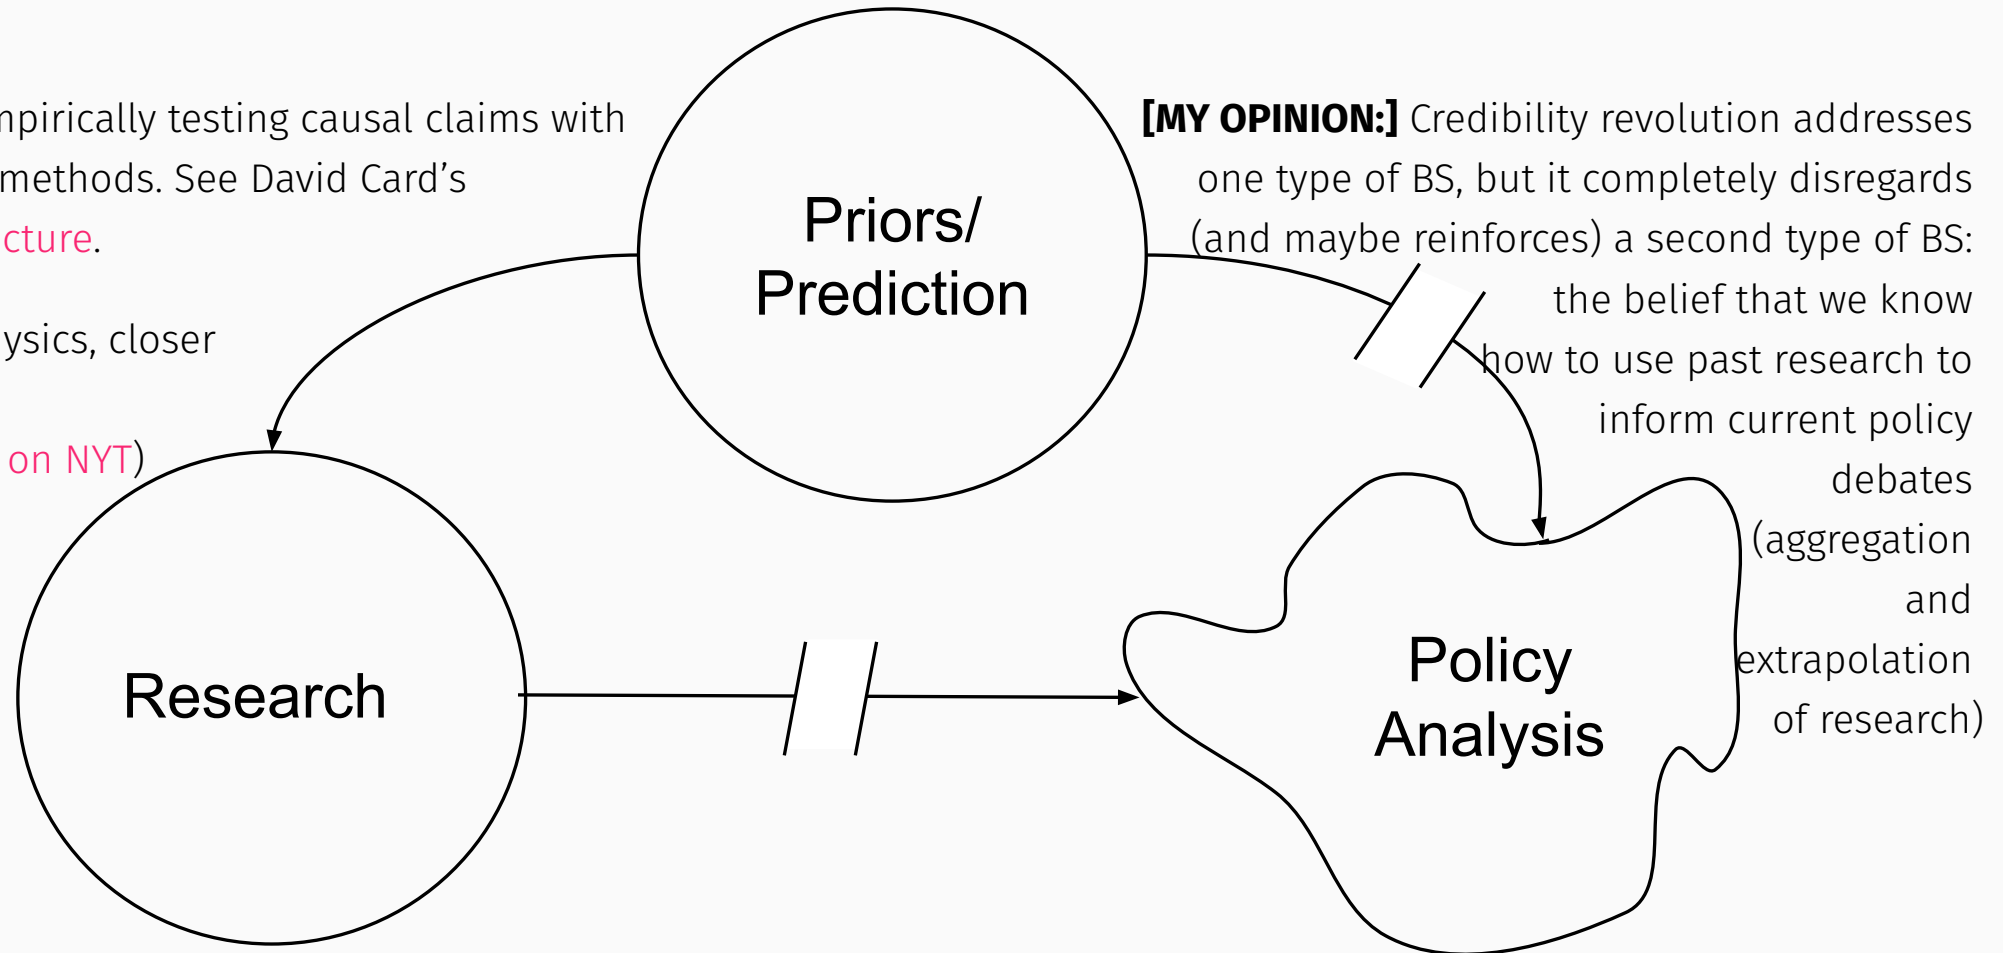 mpirically testing causal claims with
methods. See David Card’s
cture.
ysics, closer
on NYT)
Priors/
Prediction
[MY OPINION:] Credibility revolution addresses
one type of BS, but it completely disregards
(and maybe reinforces) a second type of BS:
the belief that we know
how to use past research to
inform current policy
debates
(aggregation
and
extrapolation
of research)
Research
Policy
Analysis